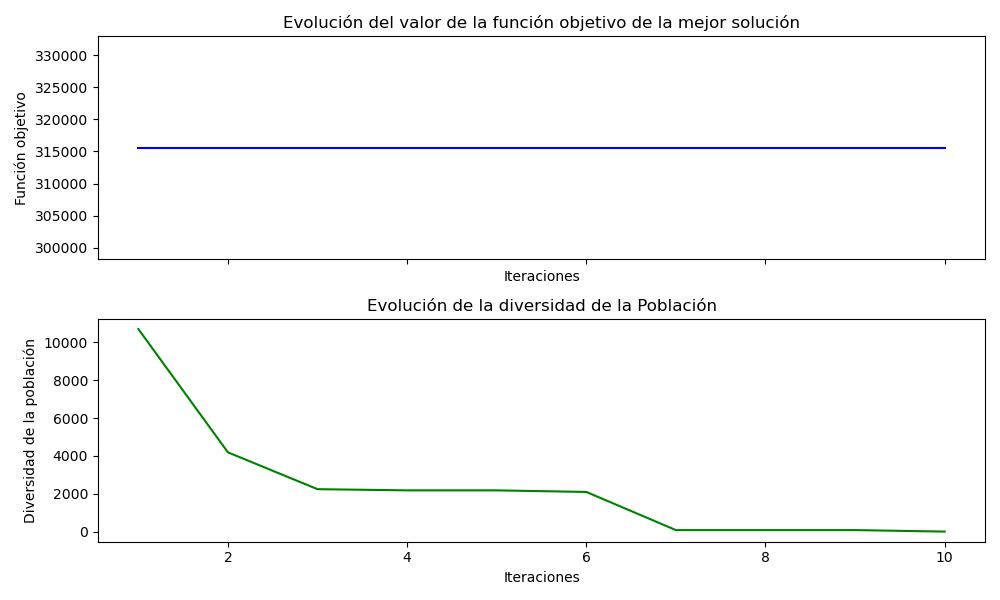 Evolución del valor de la función objetivo de la mejor solución
Función objetivo
330000
325000
320000
315000
310000
305000
300000
Iteraciones
Evolución de la diversidad de la Población
Diversidad de la población
10000
8000
6000
4000
2000
0
2 4 6 8 10
Iteraciones